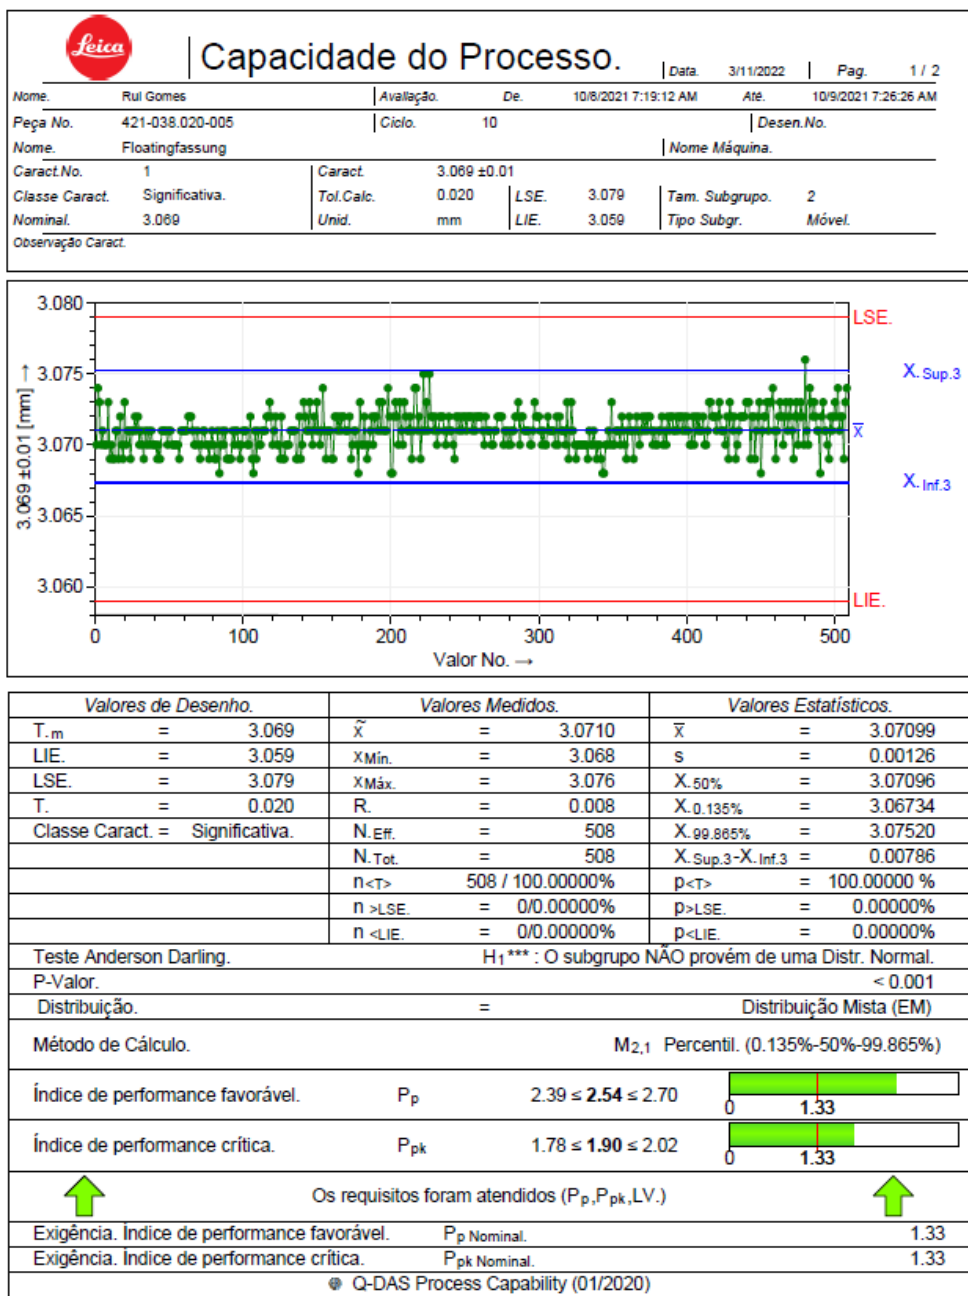 Leica
Capacidade do Processo.
Data. 3/11/2022 Pag. 1 / 2
Nome. Rui Gomes Avaliação. De. 10/8/2021 7:19:12 AM Até. 10/9/2021 7:26:26 AM
Peça No. 421-038.020-005 Ciclo. 10 Desen.No.
Nome. Floatingfassung Nome Máquina.
Caract.No. 1 Caract. 3.069 ±0.01
Classe Caract. Significativa. Tol.Calc. 0.020 LSE. 3.079 Tam. Subgrupo. 2
Nominal. 3.069 Unid. mm LIE. 3.059 Tipo Subgr. Móvel.
Observação Caract.
3.069 ±0.01 [mm] →
3.080
3.075
3.070
3.065
3.060
LSE.
X. Sup.3
x̅
X. Inf.3
LIE.
0 100 200 300 400 500
Valor No. →
Valores de Desenho. Valores Medidos. Valores Estatísticos.
T.m = 3.069 x̃ = 3.0710 x̅ = 3.07099
LIE. = 3.059 xMín. = 3.068 s = 0.00126
LSE. = 3.079 xMáx. = 3.076 X.50% = 3.07096
T. = 0.020 R. = 0.008 X.0.135% = 3.06734
Classe Caract. = Significativa. N.Eff. = 508 X.99.865% = 3.07520
N.Tot. = 508 X.Sup.3-X.Inf.3 = 0.00786
n<T> 508 / 100.00000% p<T> = 100.00000 %
n >LSE. = 0/0.00000% p>LSE. = 0.00000%
n <LIE. = 0/0.00000% p<LIE. = 0.00000%
Teste Anderson Darling. H1*** : O subgrupo NÃO provém de uma Distr. Normal.
P-Valor. < 0.001
Distribuição. = Distribuição Mista (EM)
Método de Cálculo. M2,1 Percentil. (0.135%-50%-99.865%)
Índice de performance favorável. Pp 2.39 ≤ 2.54 ≤ 2.70 0 1.33
Índice de performance crítica. Ppk 1.78 ≤ 1.90 ≤ 2.02 0 1.33
Os requisitos foram atendidos (Pp,Ppk,LV.)
Exigência. Índice de performance favorável. Pp Nominal. 1.33
Exigência. Índice de performance crítica. Ppk Nominal. 1.33
Q-DAS Process Capability (01/2020)